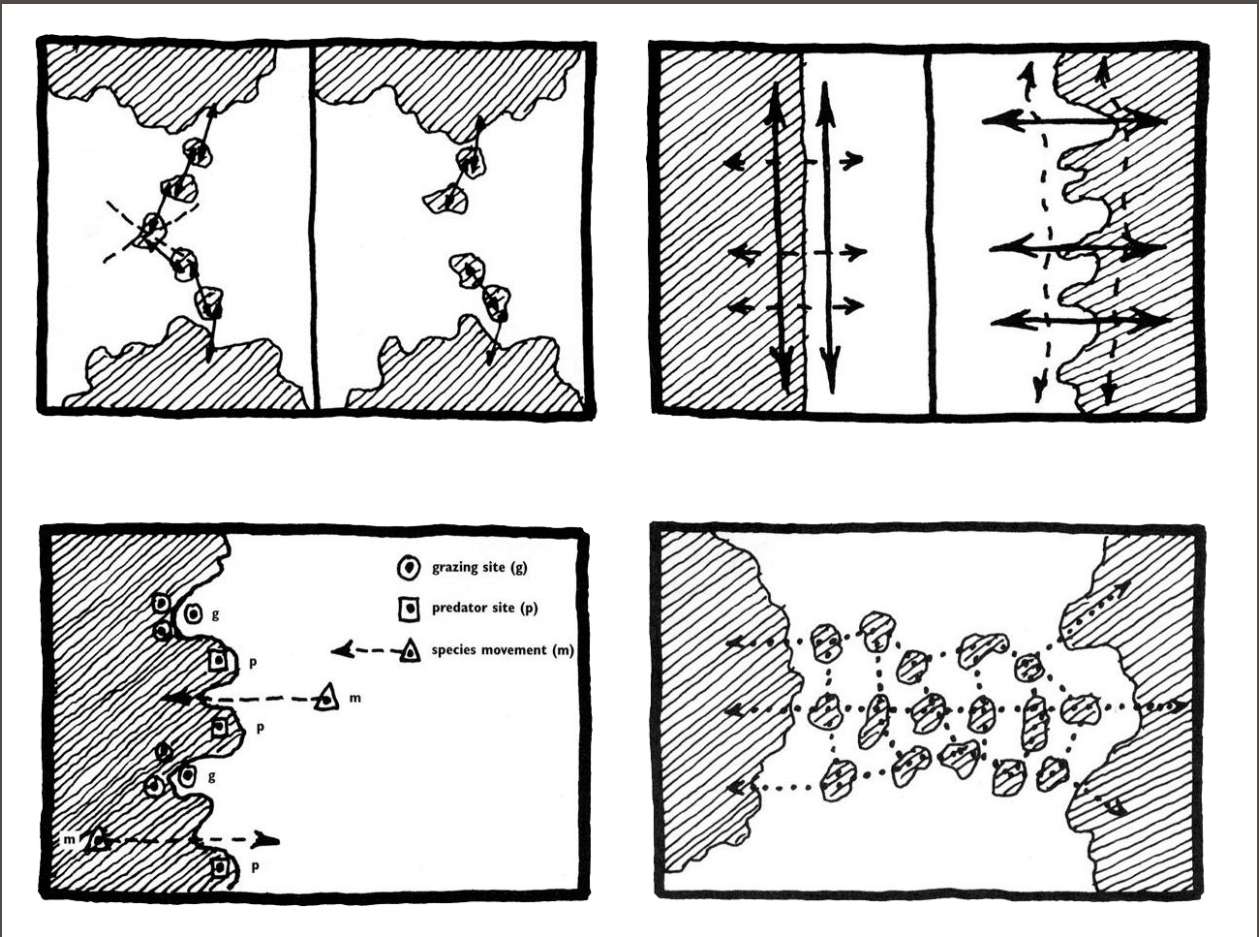 grazing site (g)
predator site (p)
species movement (m)
g
p
m
p
g
m
p